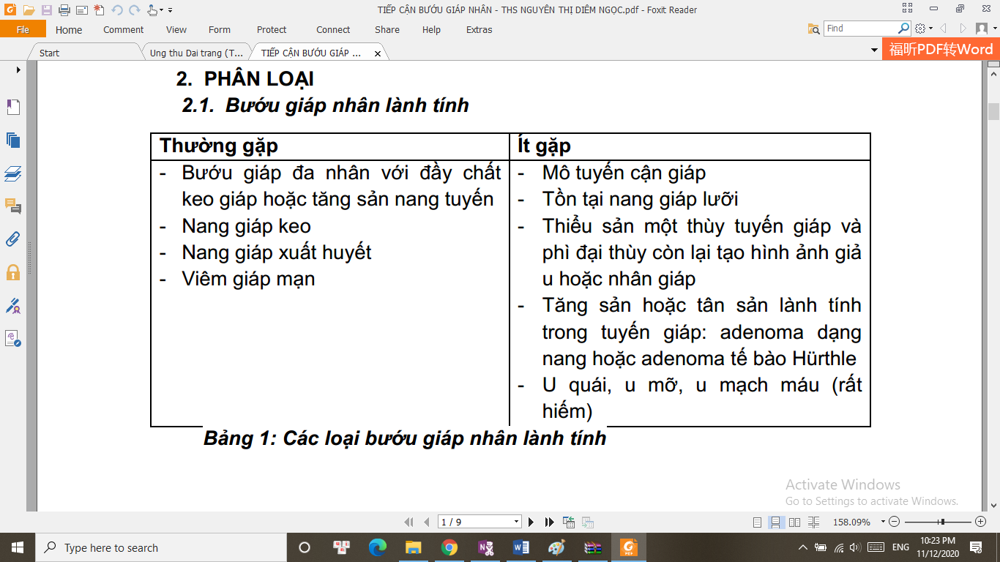 TIẾP CẬN BƯỚU GIÁP NHÂN - THS NGUYỄN THỊ DIỄM NGỌC.pdf - Foxit Reader
File Home Comment View Form Protect Connect Share Help Extras
Find
Start
Ung thu Dai trang (T...
TIẾP CẬN BƯỚU GIÁP ...
福昕PDF转Word
2. PHÂN LOẠI
2.1. Bướu giáp nhân lành tính
Thường gặp
- Bướu giáp đa nhân với đầy chất
keo giáp hoặc tăng sản nang tuyến
- Nang giáp keo
- Nang giáp xuất huyết
- Viêm giáp mạn
Ít gặp
- Mô tuyến cận giáp
- Tồn tại nang giáp lưỡi
- Thiểu sản một thùy tuyến giáp và
phì đại thùy còn lại tạo hình ảnh giả
u hoặc nhân giáp
- Tăng sản hoặc tân sản lành tính
trong tuyến giáp: adenoma dạng
nang hoặc adenoma tế bào Hürthle
- U quái, u mỡ, u mạch máu (rất
hiếm)
Bảng 1: Các loại bướu giáp nhân lành tính
Activate Windows
Go to Settings to activate Windows.
1 / 9
158.09%
Type here to search
ENG
10:23 PM
11/12/2020